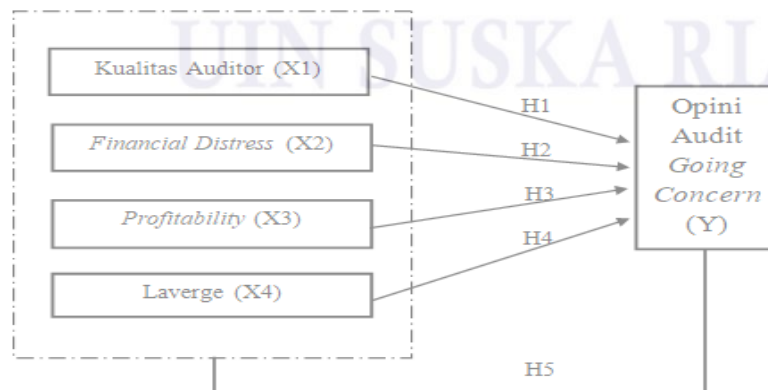 UIN SUSKA RIA
Kualitas Auditor (X1)
Financial Distress (X2)
Profitability (X3)
Laverge (X4)
H1
H2
H3
H4
Opini
Audit
Going
Concern
(Y)
H5